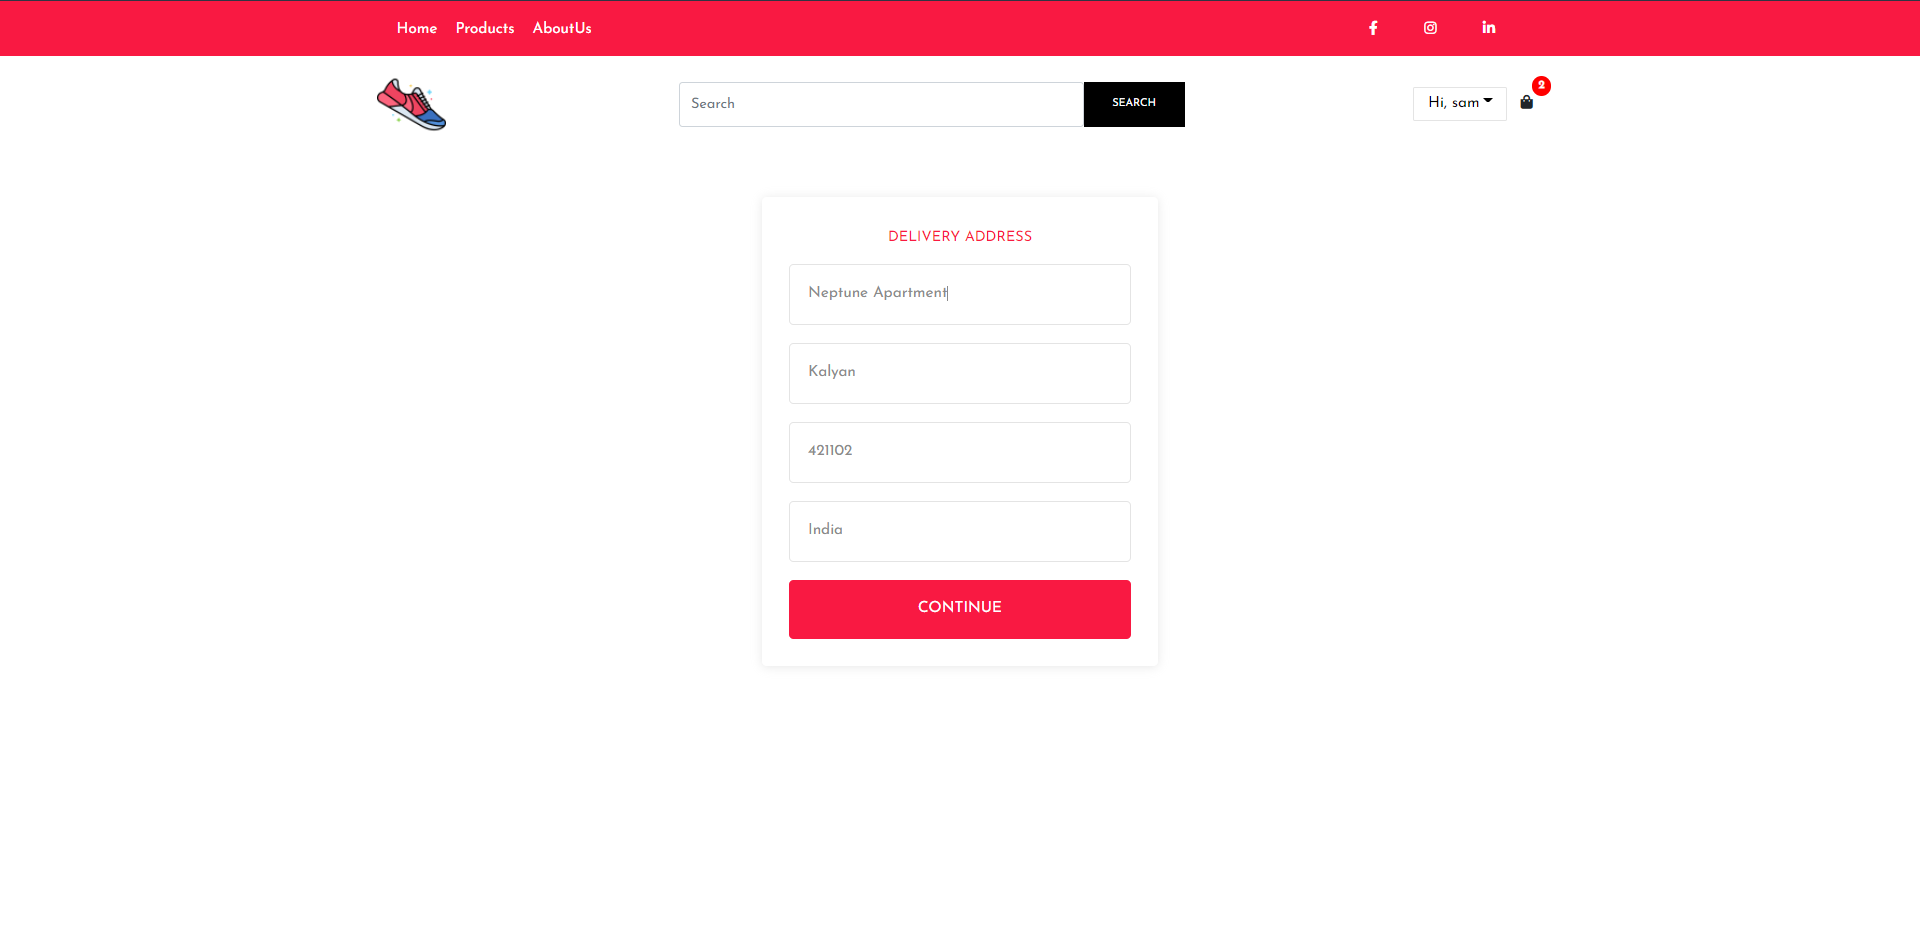 Home Products AboutUs
Search SEARCH Hi, sam 2
DELIVERY ADDRESS
Neptune Apartment
Kalyan
421102
India
CONTINUE